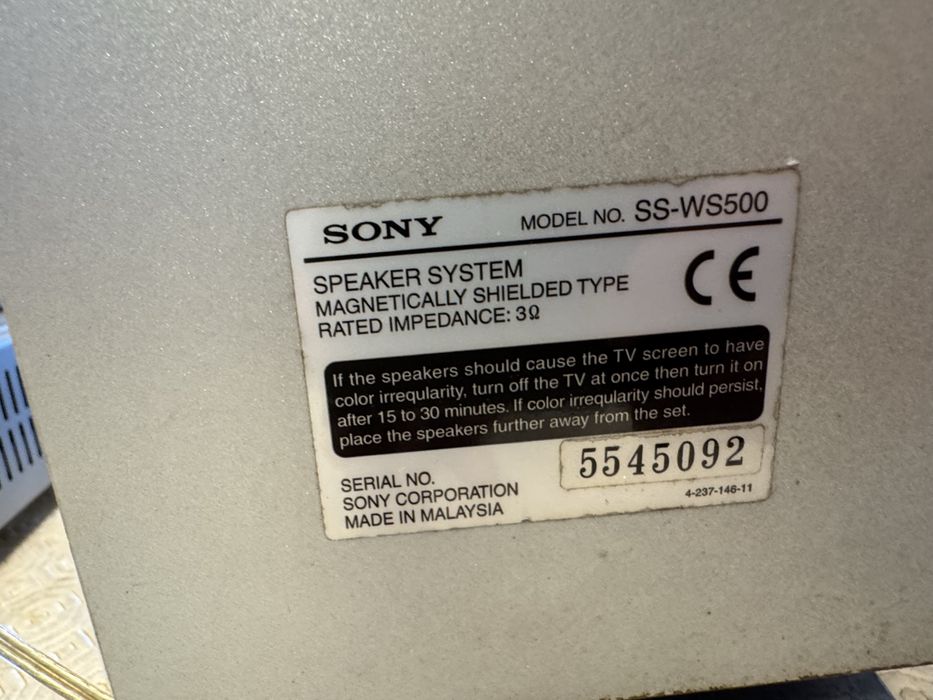 SONY MODEL NO. SS-WS500
SPEAKER SYSTEM
MAGNETICALLY SHIELDED TYPE
RATED IMPEDANCE: 3Ω
CE
If the speakers should cause the TV screen to have
color irreqularity, turn off the TV at once then turn it on
after 15 to 30 minutes. If color irreqularity should persist,
place the speakers further away from the set.
SERIAL NO. 5545092
SONY CORPORATION
MADE IN MALAYSIA 4-237-146-11